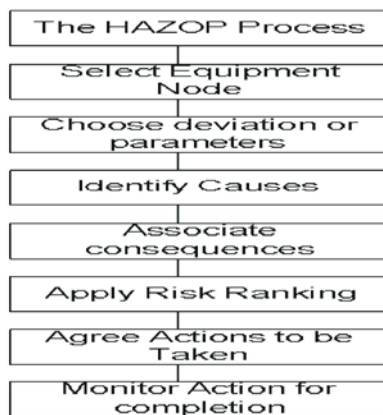 The HAZOP Process
Select Equipment
Node
Choose deviation or
parameters
Identify Causes
Associate
consequences
Apply Risk Ranking
Agree Actions to be
Taken
Monitor Action for
completion